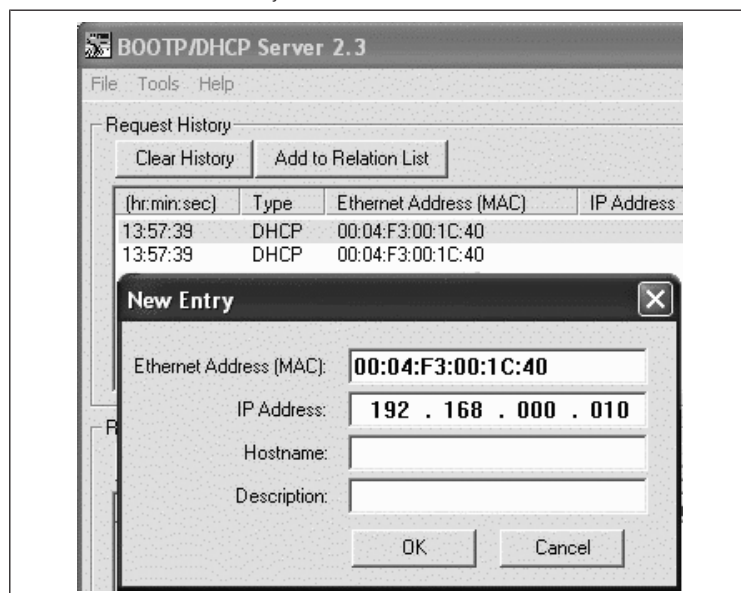 BOOTP/DHCP Server 2.3
File Tools Help
Request History
Clear History Add to Relation List
(hr:min:sec) Type Ethernet Address (MAC) IP Address
13:57:39 DHCP 00:04:F3:00:1C:40
13:57:39 DHCP 00:04:F3:00:1C:40
New Entry
Ethernet Address (MAC): 00:04:F3:00:1C:40
IP Address: 192 . 168 . 000 . 010
Hostname:
Description:
OK Cancel